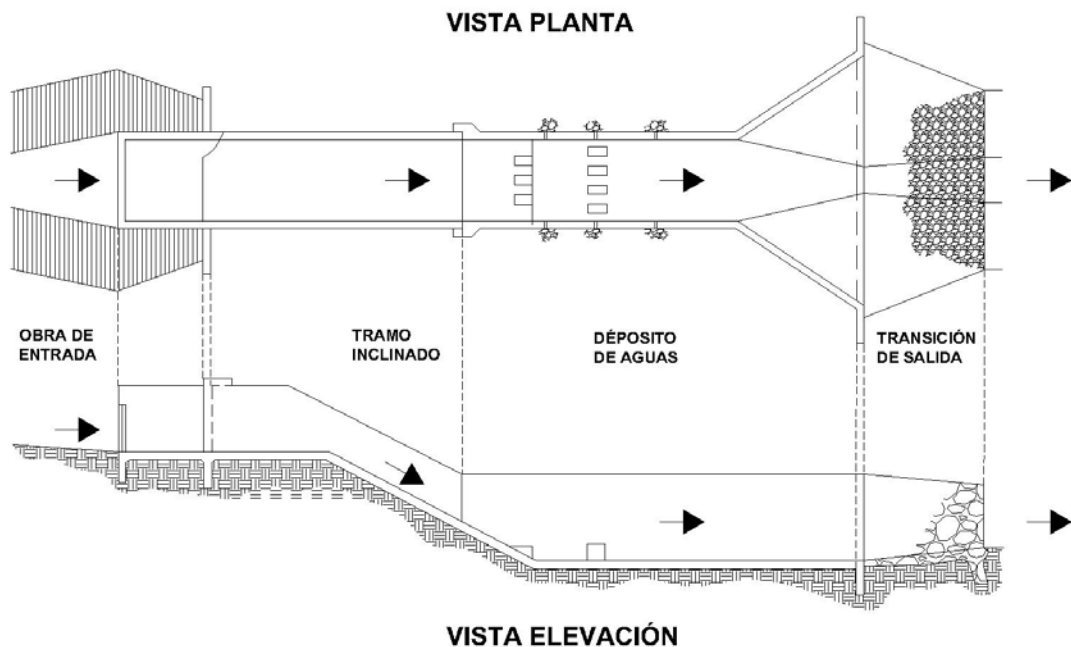 VISTA PLANTA
OBRA DE
ENTRADA
TRAMO
INCLINADO
DÉPOSITO
DE AGUAS
TRANSICIÓN
DE SALIDA
VISTA ELEVACIÓN